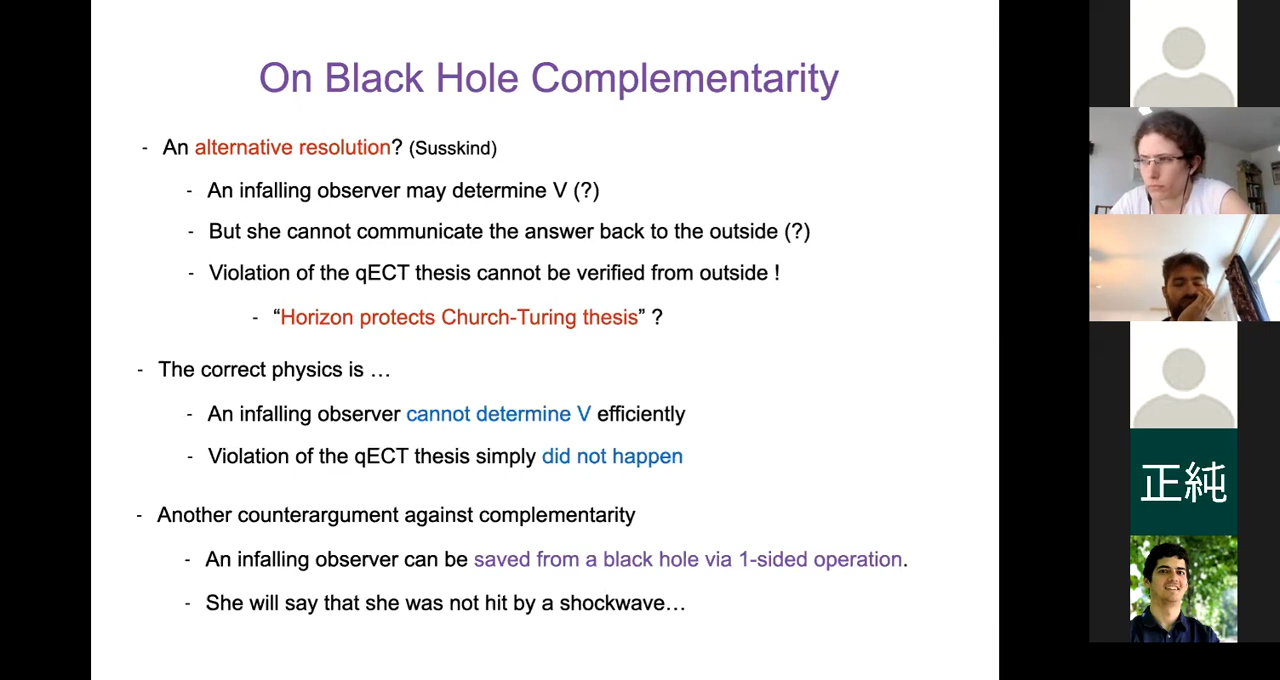 On Black Hole Complementarity
- An alternative resolution? (Susskind)
- An infalling observer may determine V (?)
- But she cannot communicate the answer back to the outside (?)
- Violation of the qECT thesis cannot be verified from outside !
- “Horizon protects Church-Turing thesis” ?
- The correct physics is …
- An infalling observer cannot determine V efficiently
- Violation of the qECT thesis simply did not happen
- Another counterargument against complementarity
- An infalling observer can be saved from a black hole via 1-sided operation.
- She will say that she was not hit by a shockwave…
正純